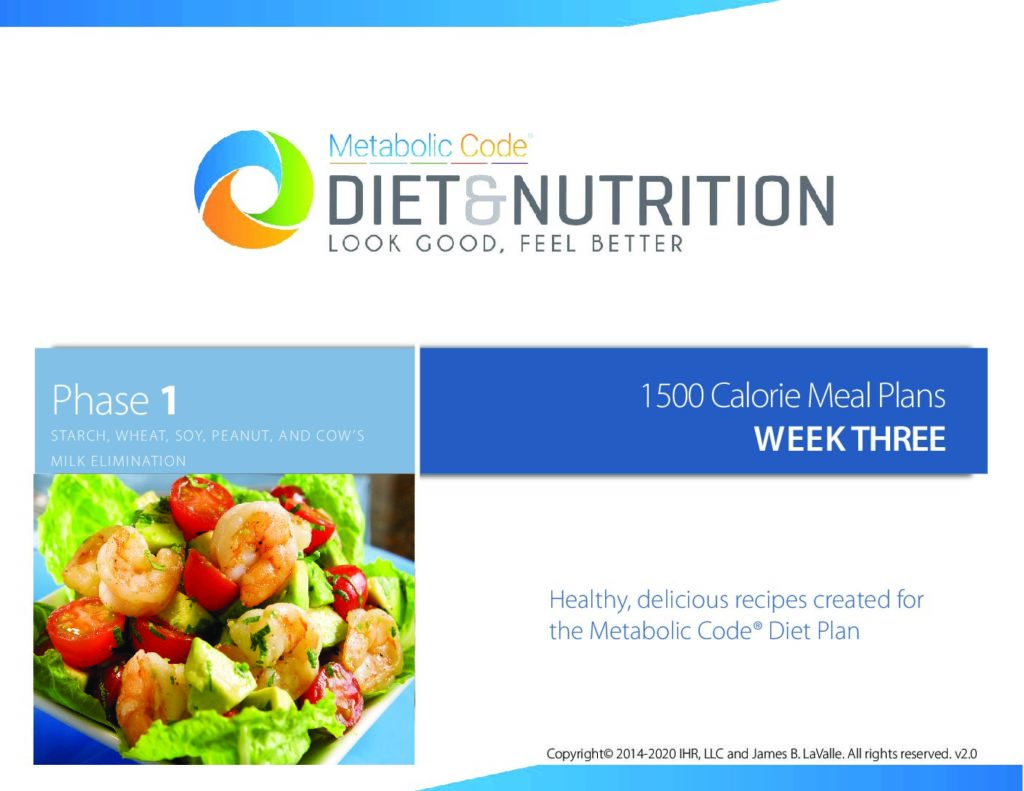 Metabolic Code®
DIET&NUTRITION
LOOK GOOD, FEEL BETTER
Phase 1
STARCH, WHEAT, SOY, PEANUT, AND COW'S
MILK ELIMINATION
1500 Calorie Meal Plans
WEEK THREE
Healthy, delicious recipes created for
the Metabolic Code® Diet Plan
Copyright© 2014-2020 IHR, LLC and James B. LaValle. All rights reserved. v2.0